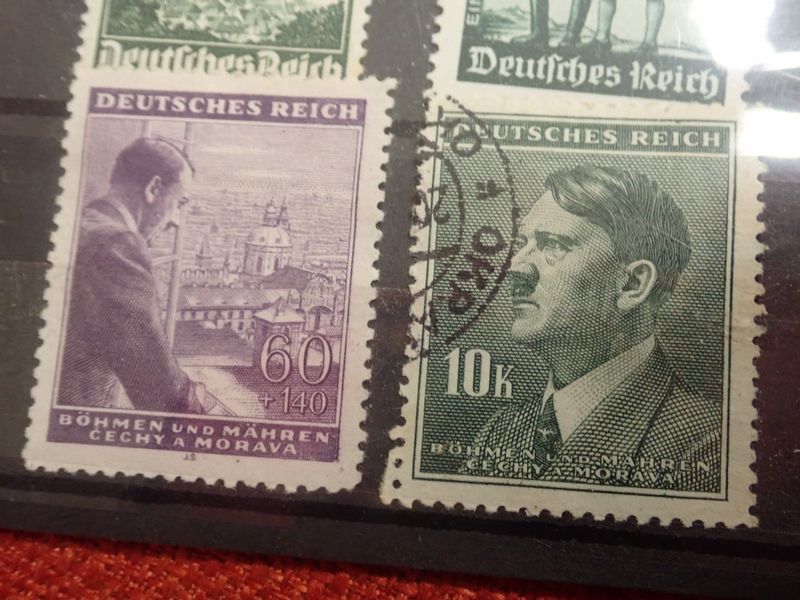 Deutsches Reich
Deutsches Reich
DEUTSCHES REICH
60
+140
BÖHMEN UND MÄHREN
ČECHY A MORAVA
J.S.
DEUTSCHES REICH
10K
BÖHMEN UND MÄHREN
ČECHY A MORAVA